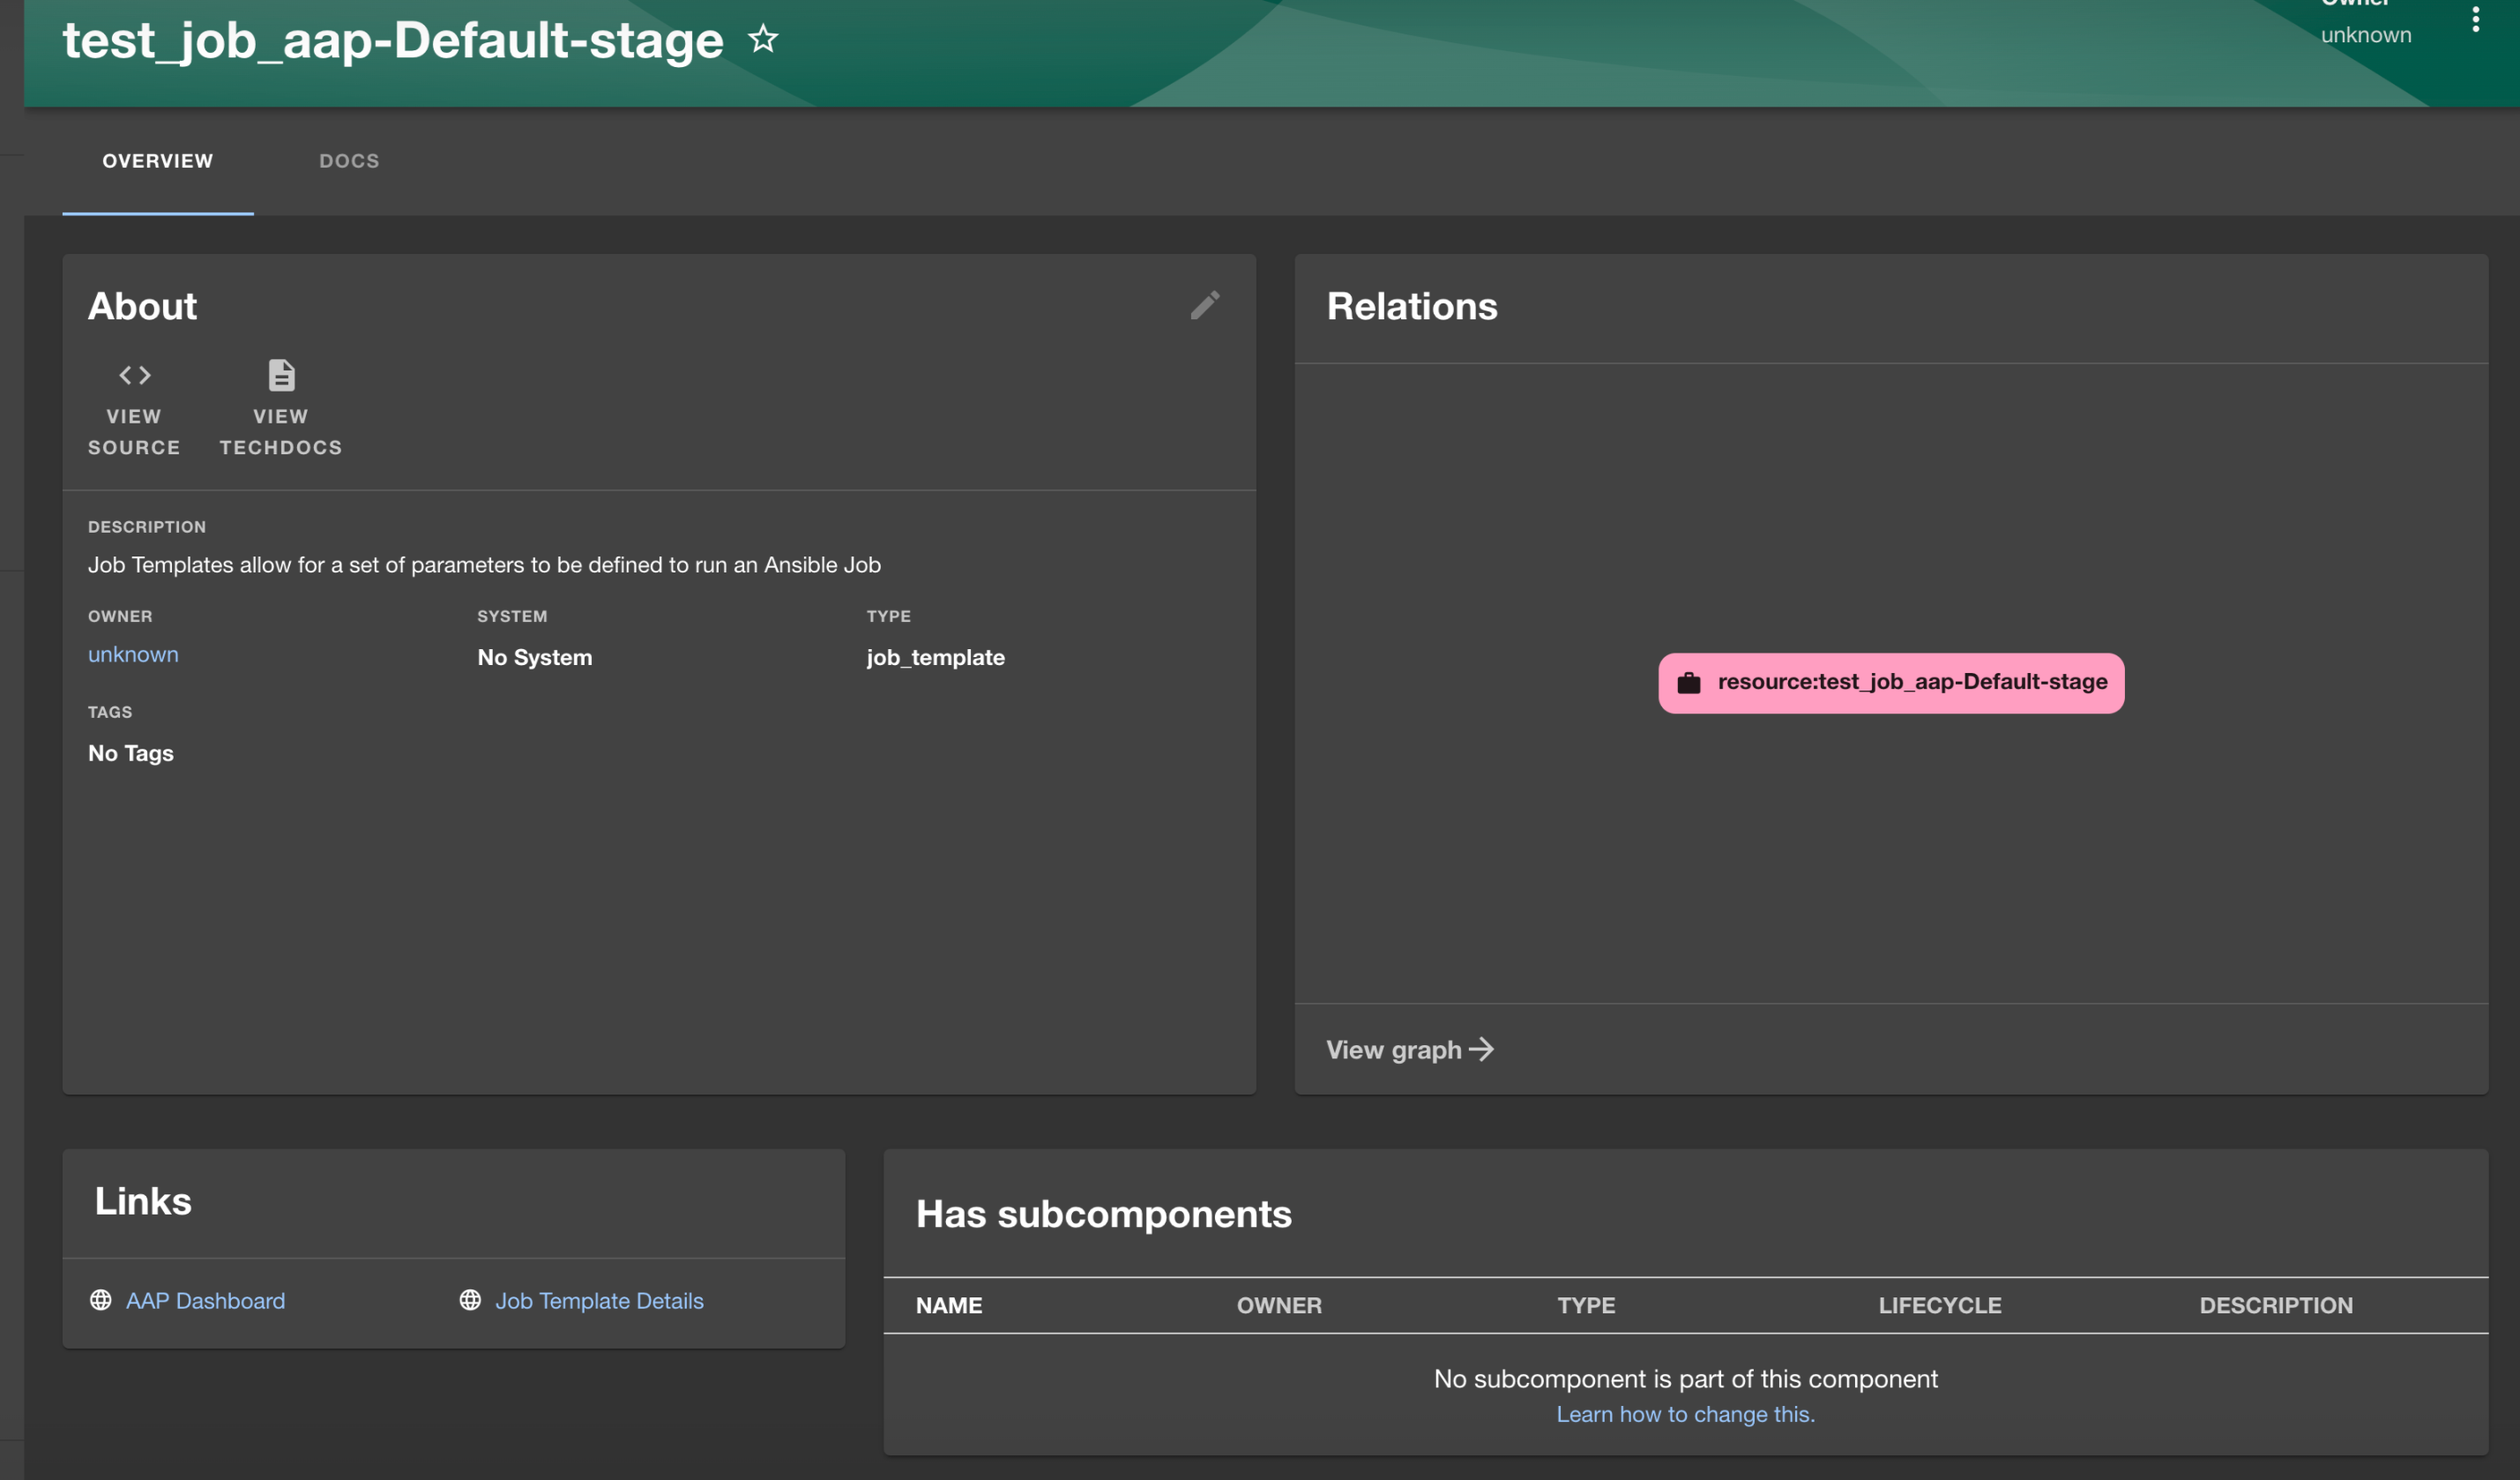 test_job_aap-Default-stage
Owner
unknown
OVERVIEW
DOCS
About
VIEW
SOURCE
VIEW
TECHDOCS
DESCRIPTION
Job Templates allow for a set of parameters to be defined to run an Ansible Job
OWNER
SYSTEM
TYPE
unknown
No System
job_template
TAGS
No Tags
Relations
resource:test_job_aap-Default-stage
View graph
Links
AAP Dashboard
Job Template Details
Has subcomponents
NAME
OWNER
TYPE
LIFECYCLE
DESCRIPTION
No subcomponent is part of this component
Learn how to change this.